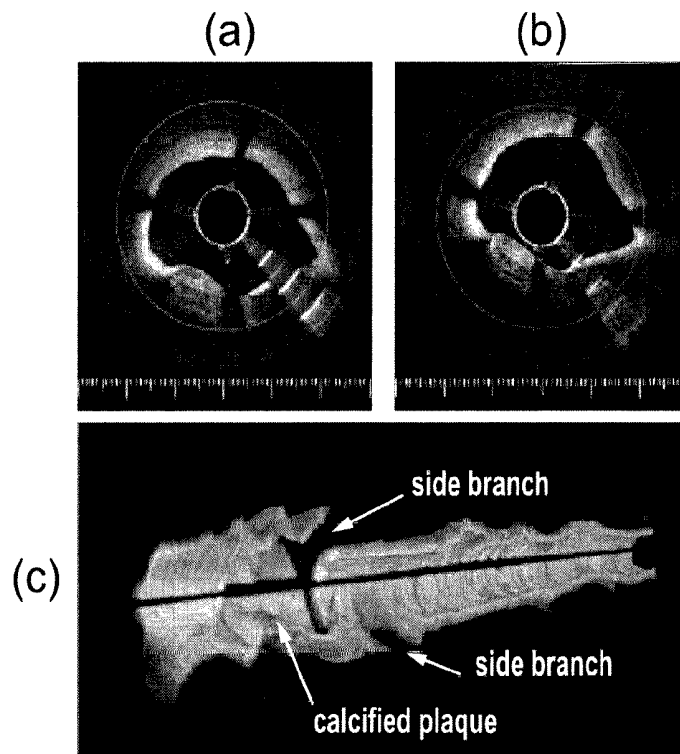 (a)
(b)
side branch
(c)
side branch
calcified plaque